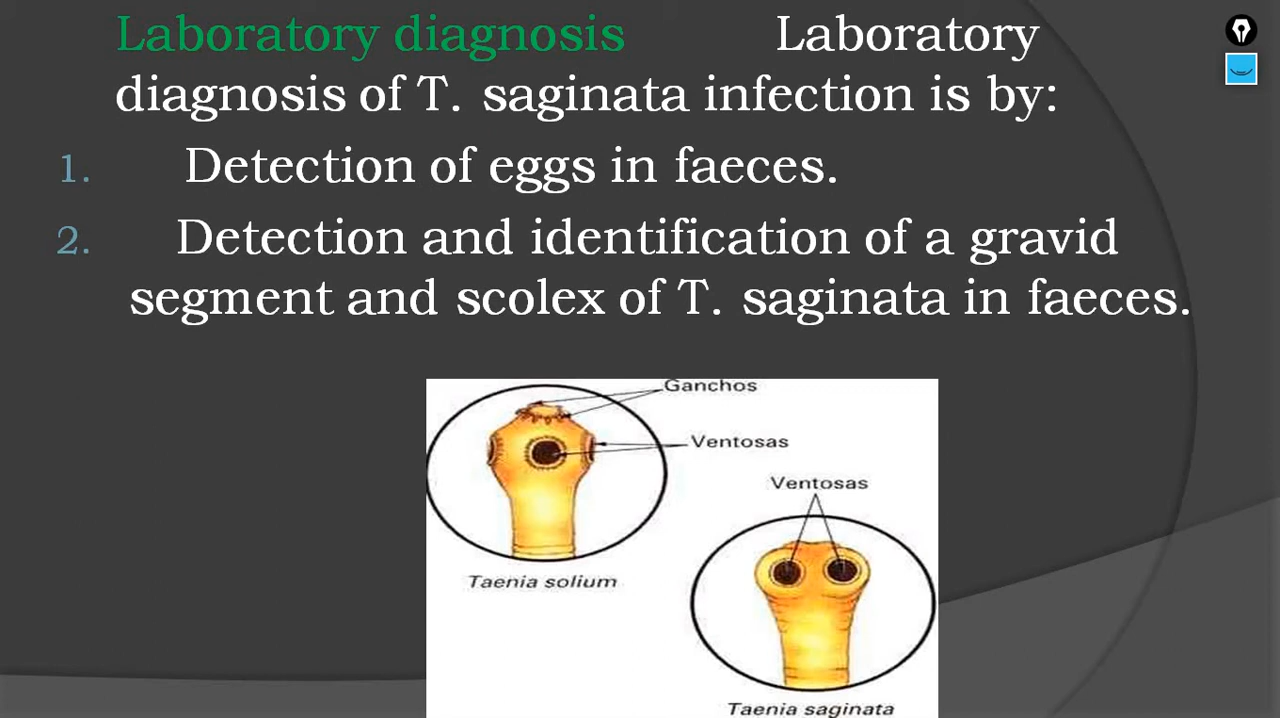 Laboratory diagnosis Laboratory
diagnosis of T. saginata infection is by:
1. Detection of eggs in faeces.
2. Detection and identification of a gravid
segment and scolex of T. saginata in faeces.
Ganchos
Ventosas
Ventosas
Taenia solium
Taenia saginata